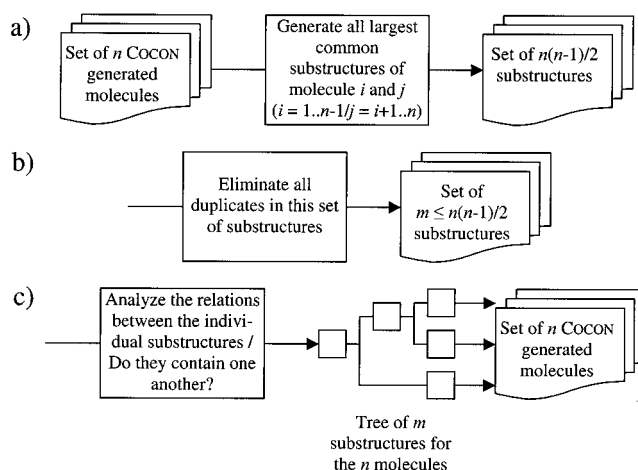 a)
Set of n COCON
generated
molecules
Generate all largest
common
substructures of
molecule i and j
(i = 1..n-1/j = i+1..n)
Set of n(n-1)/2
substructures
b)
Eliminate all
duplicates in this set
of substructures
Set of
m ≤ n(n-1)/2
substructures
c)
Analyze the relations
between the indivi-
dual substructures /
Do they contain one
another?
Set of n COCON
generated
molecules
Tree of m
substructures for
the n molecules